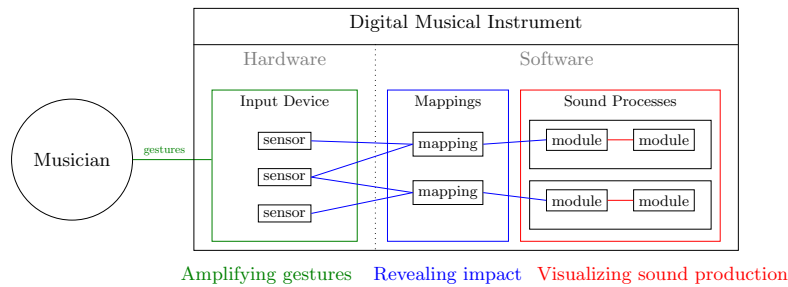 Digital Musical Instrument
Hardware Software
Input Device Mappings Sound Processes
sensor
mapping
module module
Musician
gestures
sensor
mapping
module module
sensor
Amplifying gestures Revealing impact Visualizing sound production